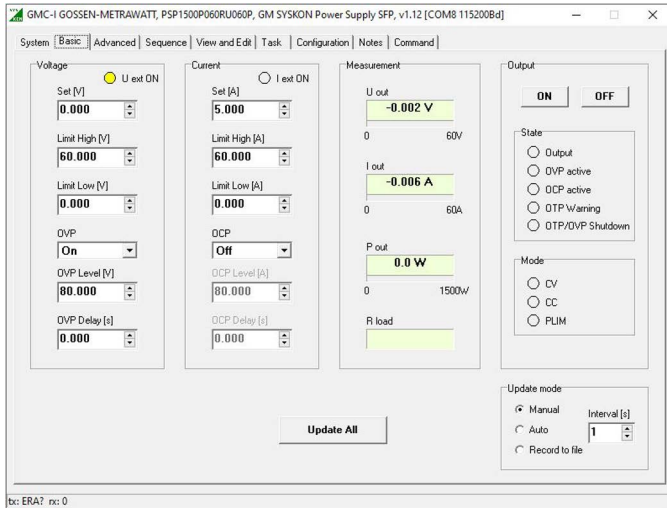 GMC-I GOSSEN-METRAWATT, PSP1500P060RU060P, GM SYSKON Power Supply SFP, v1.12 [COM8 115200Bd]
System Basic Advanced Sequence View and Edit Task Configuration Notes Command
Voltage
U ext ON
Set [V]
0.000
Limit High [V]
60.000
Limit Low [V]
0.000
OVP
On
OVP Level [V]
80.000
OVP Delay [s]
0.000
Current
I ext ON
Set [A]
5.000
Limit High [A]
60.000
Limit Low [A]
0.000
OCP
Off
OCP Level [A]
80.000
OCP Delay [s]
0.000
Measurement
U out
-0.002 V
0 60V
I out
-0.006 A
0 60A
P out
0.0 W
0 1500W
R load
Output
ON OFF
State
Output
OVP active
OCP active
OTP Warning
OTP/OVP Shutdown
Mode
CV
CC
PLIM
Update All
Update mode
Manual
Auto
Record to file
Interval [s]
1
tx: ERA? rx: 0